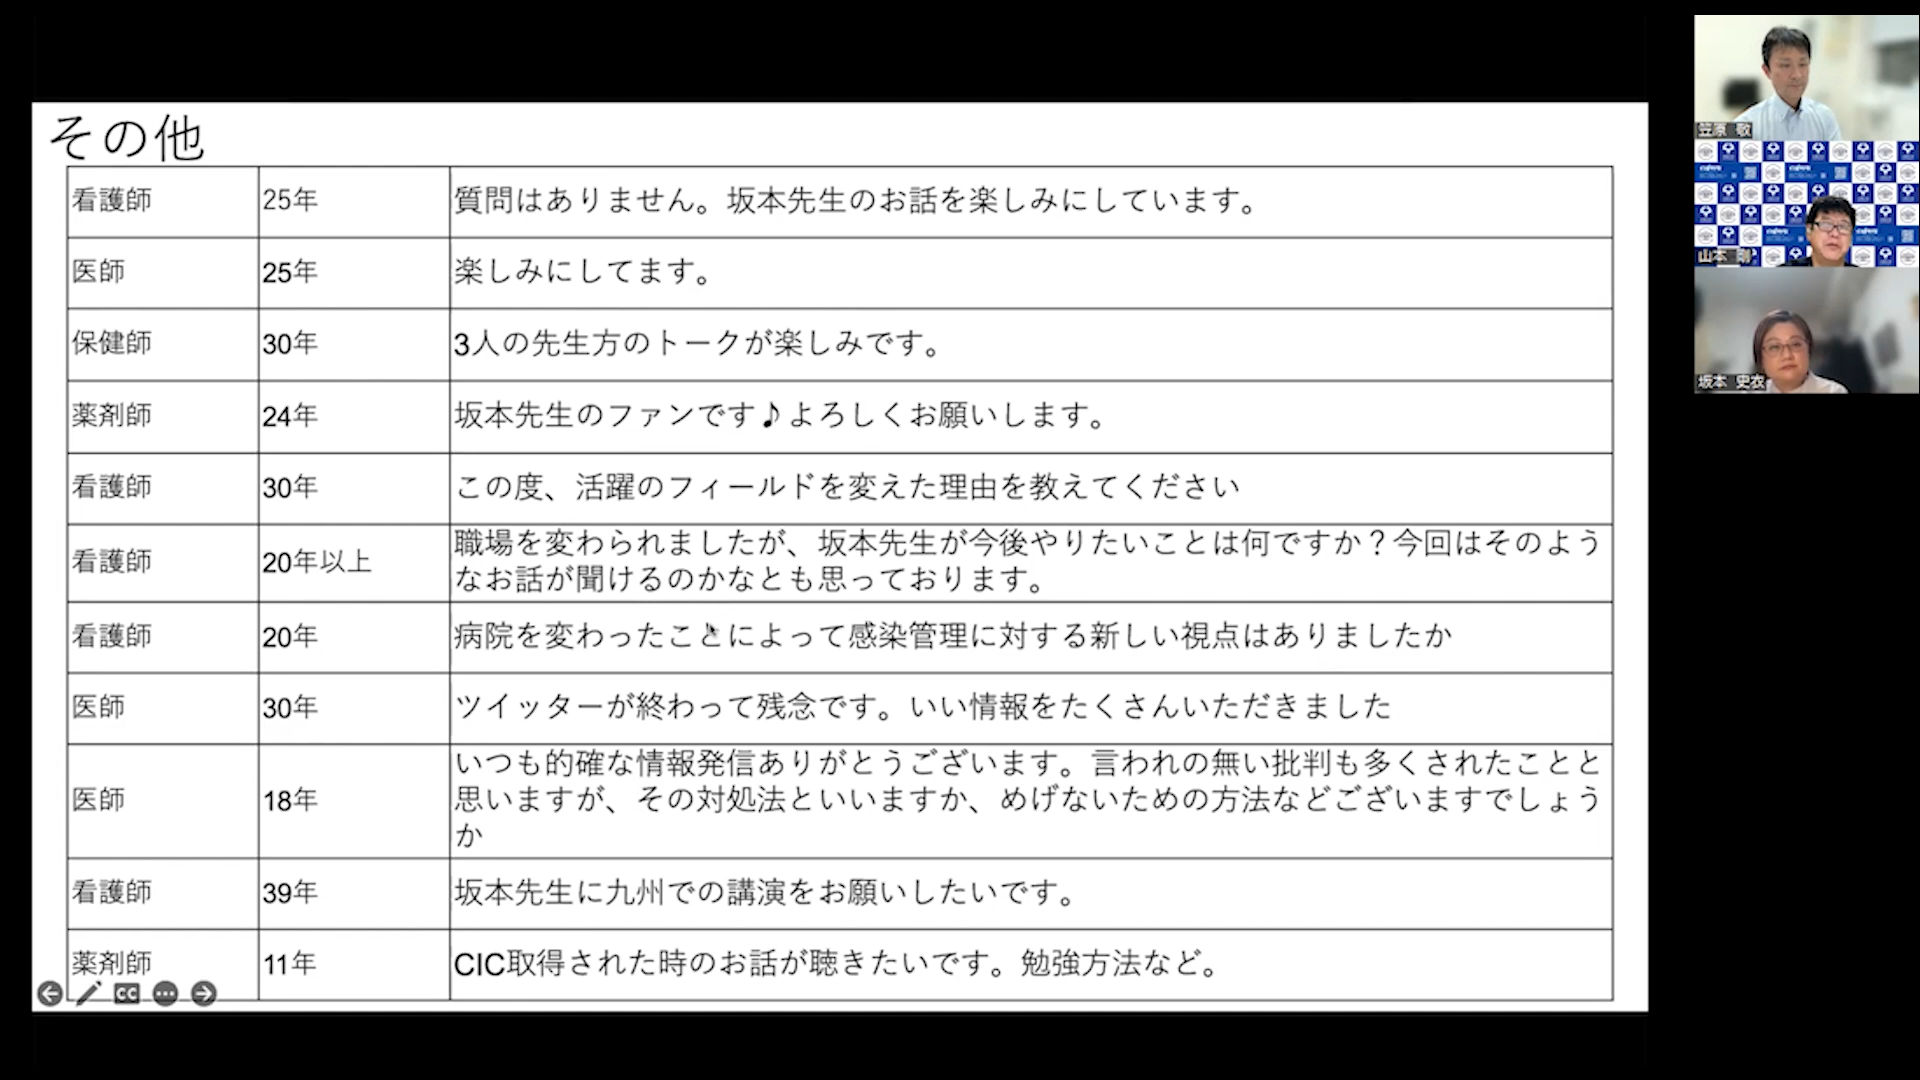 その他
看護師 25年 質問はありません。坂本先生のお話を楽しみにしています。
医師 25年 楽しみにしてます。
保健師 30年 3人の先生方のトークが楽しみです。
薬剤師 24年 坂本先生のファンです♪よろしくお願いします。
看護師 30年 この度、活躍のフィールドを変えた理由を教えてください
看護師 20年以上 職場を変わられましたが、坂本先生が今後やりたいことは何ですか？今回はそのよう
なお話が聞けるのかなとも思っております。
看護師 20年 病院を変わったことによって感染管理に対する新しい視点はありましたか
医師 30年 ツイッターが終わって残念です。いい情報をたくさんいただきました
医師 18年 いつも的確な情報発信ありがとうございます。言われの無い批判も多くされたことと
思いますが、その対処法といいますか、めげないための方法などございますでしょう
か
看護師 39年 坂本先生に九州での講演をお願いしたいです。
薬剤師 11年 CIC取得された時のお話が聴きたいです。勉強方法など。
CC
笠原 敬
山本 剛
坂本 史衣